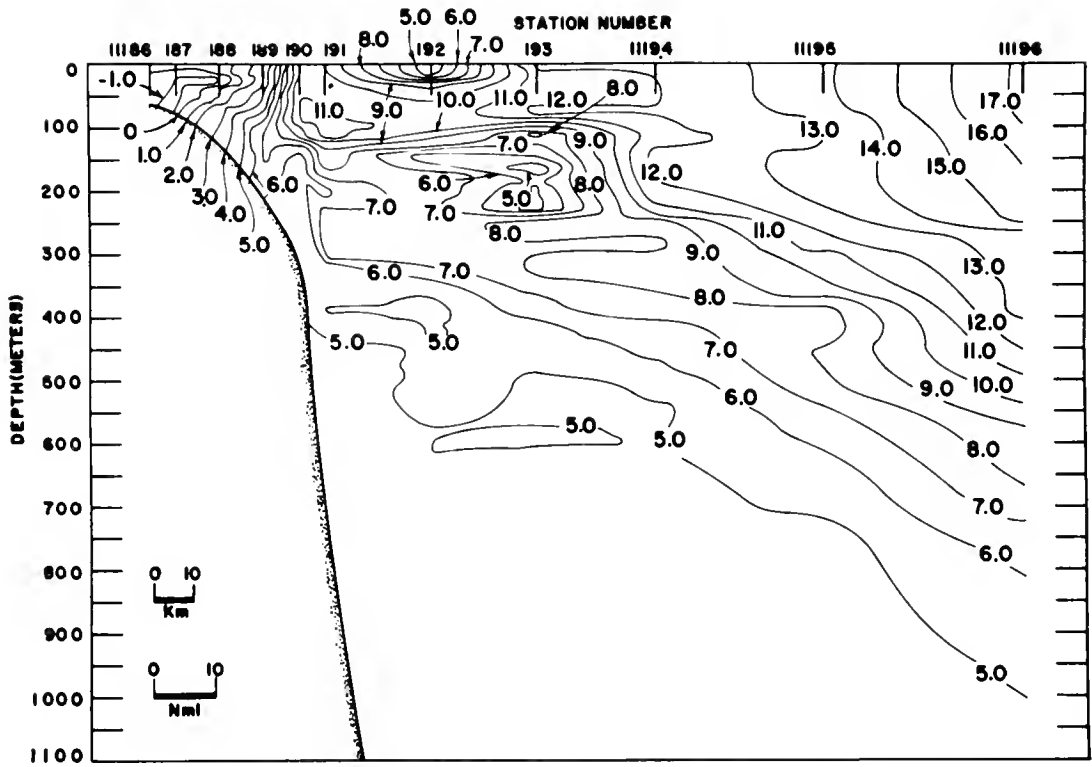 5.0 6.0 STATION NUMBER
8.0 7.0
11186 187 188 189 190 191 192 193 11194 11195 11196
0
-1.0 8.0 17.0
11.0 9.0 10.0 11.0 12.0
100 13.0 16.0
0 7.0 9.0 14.0
1.0 12.0 15.0
2.0 6.0 6.0 8.0
200 3.0 7.0 5.0
4.0 7.0 11.0
5.0 8.0
300 6.0 7.0 9.0 13.0
8.0
400 5.0 5.0 7.0 12.0
11.0
500 6.0 9.0 10.0
600 5.0 5.0 8.0
700 7.0
6.0
800 0 10
Km
900 0 10 5.0
1000 Nmi
1100
DEPTH (METERS)